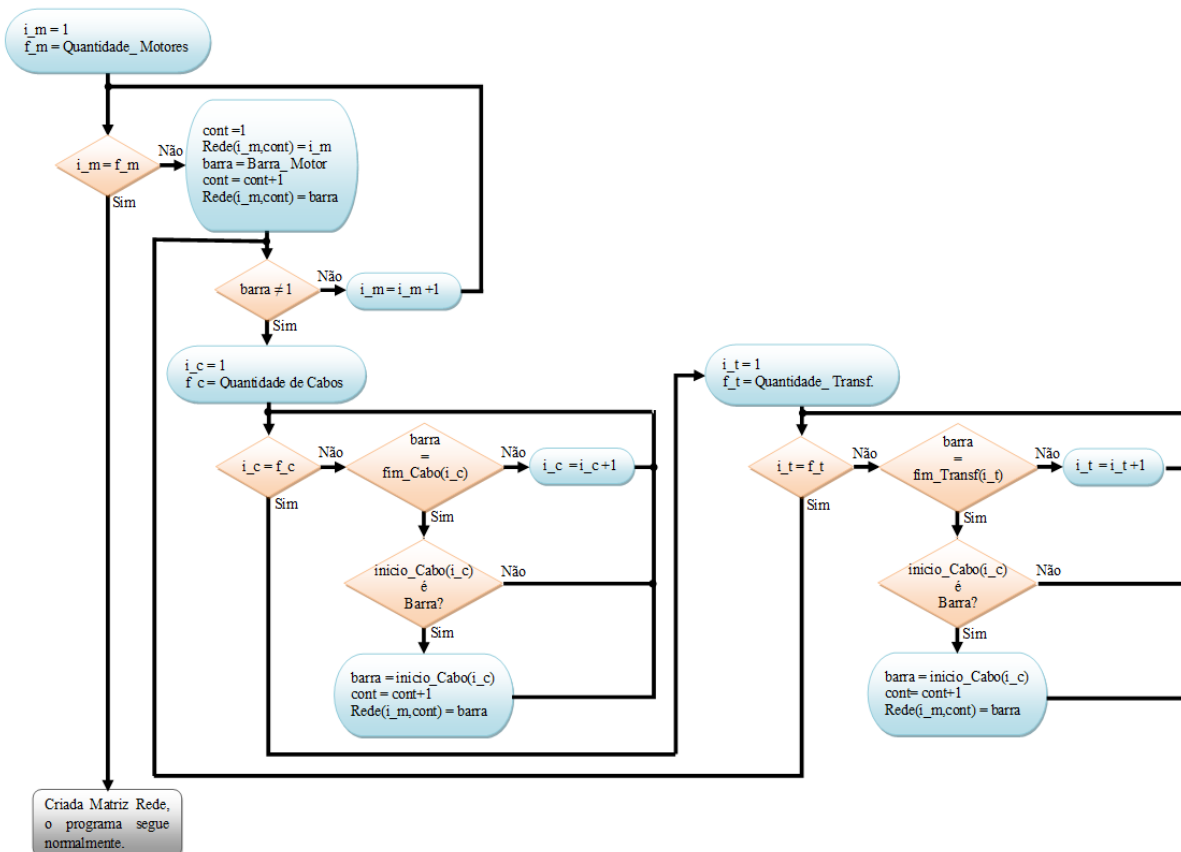 i_m = 1
f_m = Quantidade_ Motores
i_m = f_m
Não
Sim
cont =1
Rede(i_m,cont) = i_m
barra = Barra_ Motor
cont = cont+1
Rede(i_m,cont) = barra
barra ≠ 1
Não
Sim
i_m = i_m +1
i_c = 1
f c = Quantidade de Cabos
i_c = f_c
Não
Sim
barra
=
fim_Cabo(i_c)
Não
Sim
i_c =i_c+1
inicio_Cabo(i_c)
é
Barra?
Não
Sim
barra =inicio_Cabo(i_c)
cont = cont+1
Rede(i_m,cont) = barra
i_t = 1
f_t = Quantidade_ Transf.
i_t = f_t
Não
Sim
barra
=
fim_Transf(i_t)
Não
Sim
i_t =i_t+1
inicio_Cabo(i_c)
é
Barra?
Não
Sim
barra =inicio_Cabo(i_c)
cont= cont+1
Rede(i_m,cont) = barra
Criada Matriz Rede,
o programa segue
normalmente.